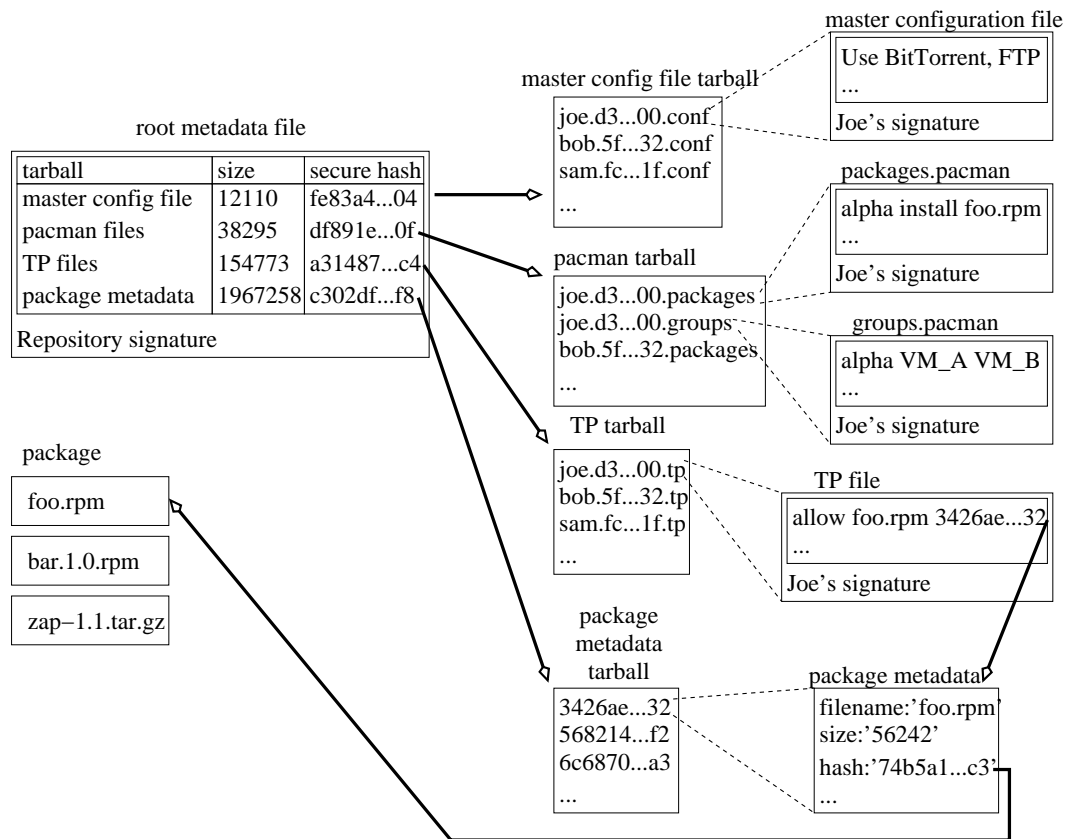 root metadata file
tarball size secure hash
master config file 12110 fe83a4...04
pacman files 38295 df891e...0f
TP files 154773 a31487...c4
package metadata 1967258 c302df...f8
Repository signature
package
foo.rpm
bar.1.0.rpm
zap−1.1.tar.gz
master config file tarball
joe.d3...00.conf
bob.5f...32.conf
sam.fc...1f.conf
...
pacman tarball
joe.d3...00.packages
joe.d3...00.groups
bob.5f...32.packages
...
TP tarball
joe.d3...00.tp
bob.5f...32.tp
sam.fc...1f.tp
...
package
metadata
tarball
3426ae...32
568214...f2
6c6870...a3
...
master configuration file
Use BitTorrent, FTP
...
Joe's signature
packages.pacman
alpha install foo.rpm
...
Joe's signature
groups.pacman
alpha VM_A VM_B
...
Joe's signature
TP file
allow foo.rpm 3426ae...32
...
Joe's signature
package metadata
filename:'foo.rpm'
size:'56242'
hash:'74b5a1...c3'
...